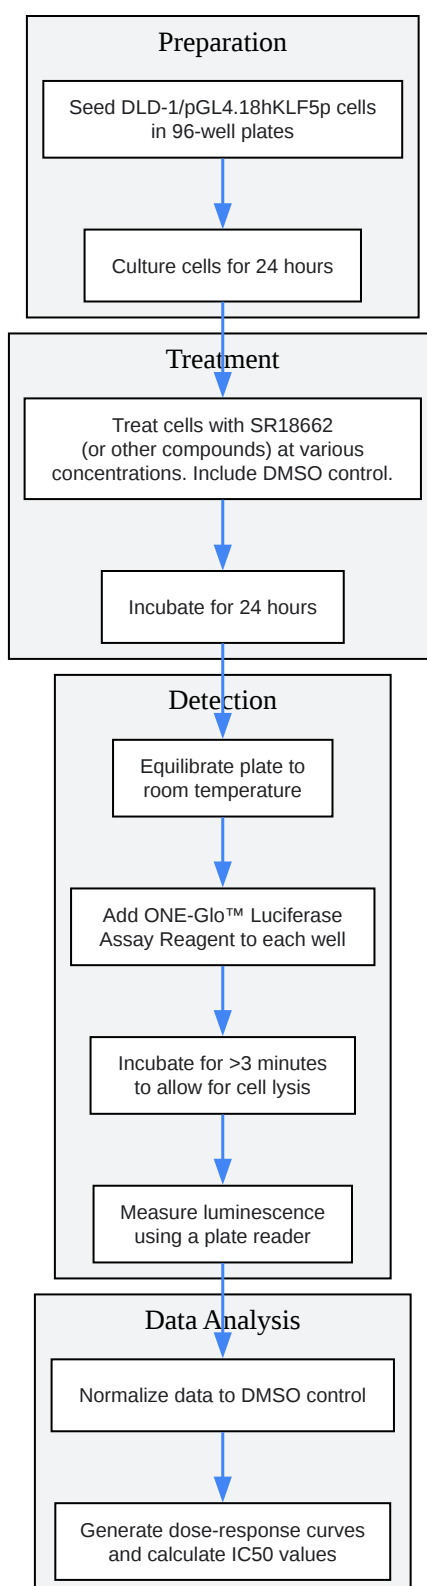 Preparation
Seed DLD-1/pGL4.18hKLF5p cells
in 96-well plates
Culture cells for 24 hours
Treatment
Treat cells with SR18662
(or other compounds) at various
concentrations. Include DMSO control.
Incubate for 24 hours
Detection
Equilibrate plate to
room temperature
Add ONE-Glo™ Luciferase
Assay Reagent to each well
Incubate for >3 minutes
to allow for cell lysis
Measure luminescence
using a plate reader
Data Analysis
Normalize data to DMSO control
Generate dose-response curves
and calculate IC50 values